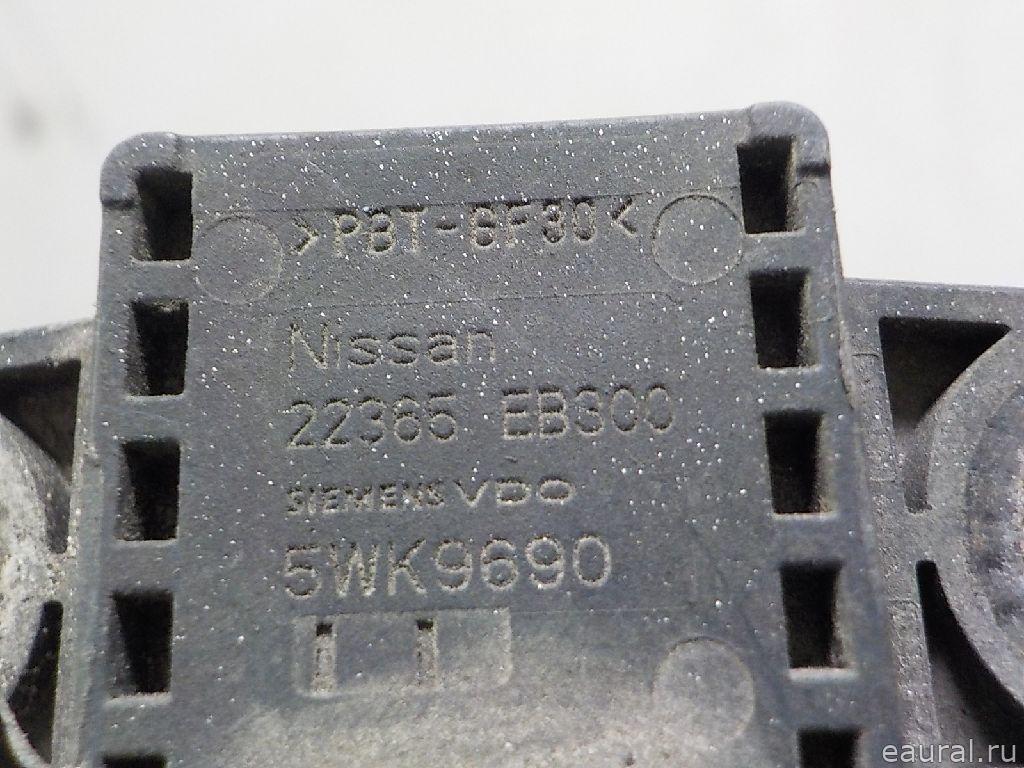 >PBT-GF30<
Nissan
22365 EB300
SIEMENS VDO
5WK9690
eaural.ru